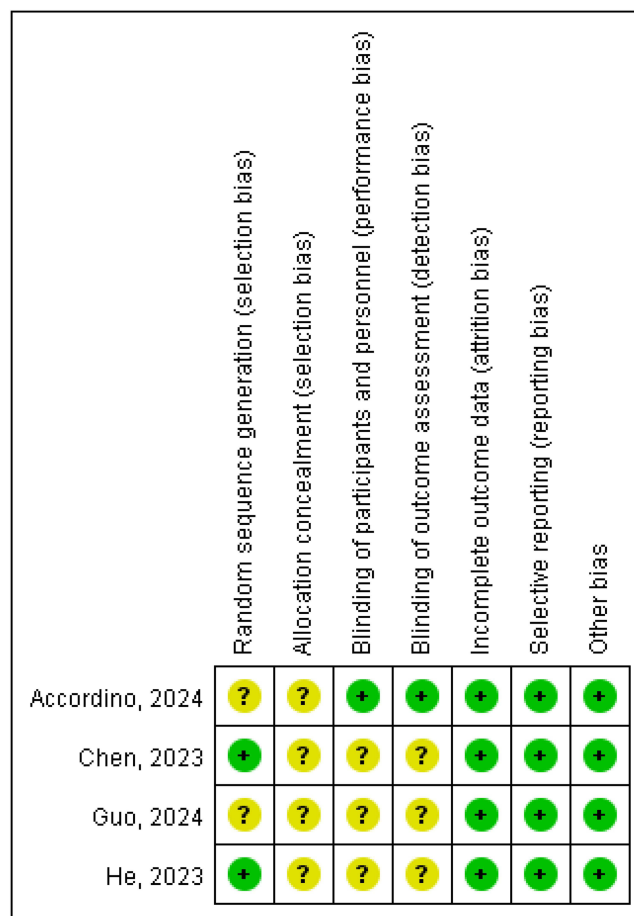 Random sequence generation (selection bias)
Allocation concealment (selection bias)
Blinding of participants and personnel (performance bias)
Blinding of outcome assessment (detection bias)
Incomplete outcome data (attrition bias)
Selective reporting (reporting bias)
Other bias
Accordino, 2024 ? ? + + + + +
Chen, 2023 + ? ? ? + + +
Guo, 2024 ? ? ? ? + + +
He, 2023 + ? ? ? + + +